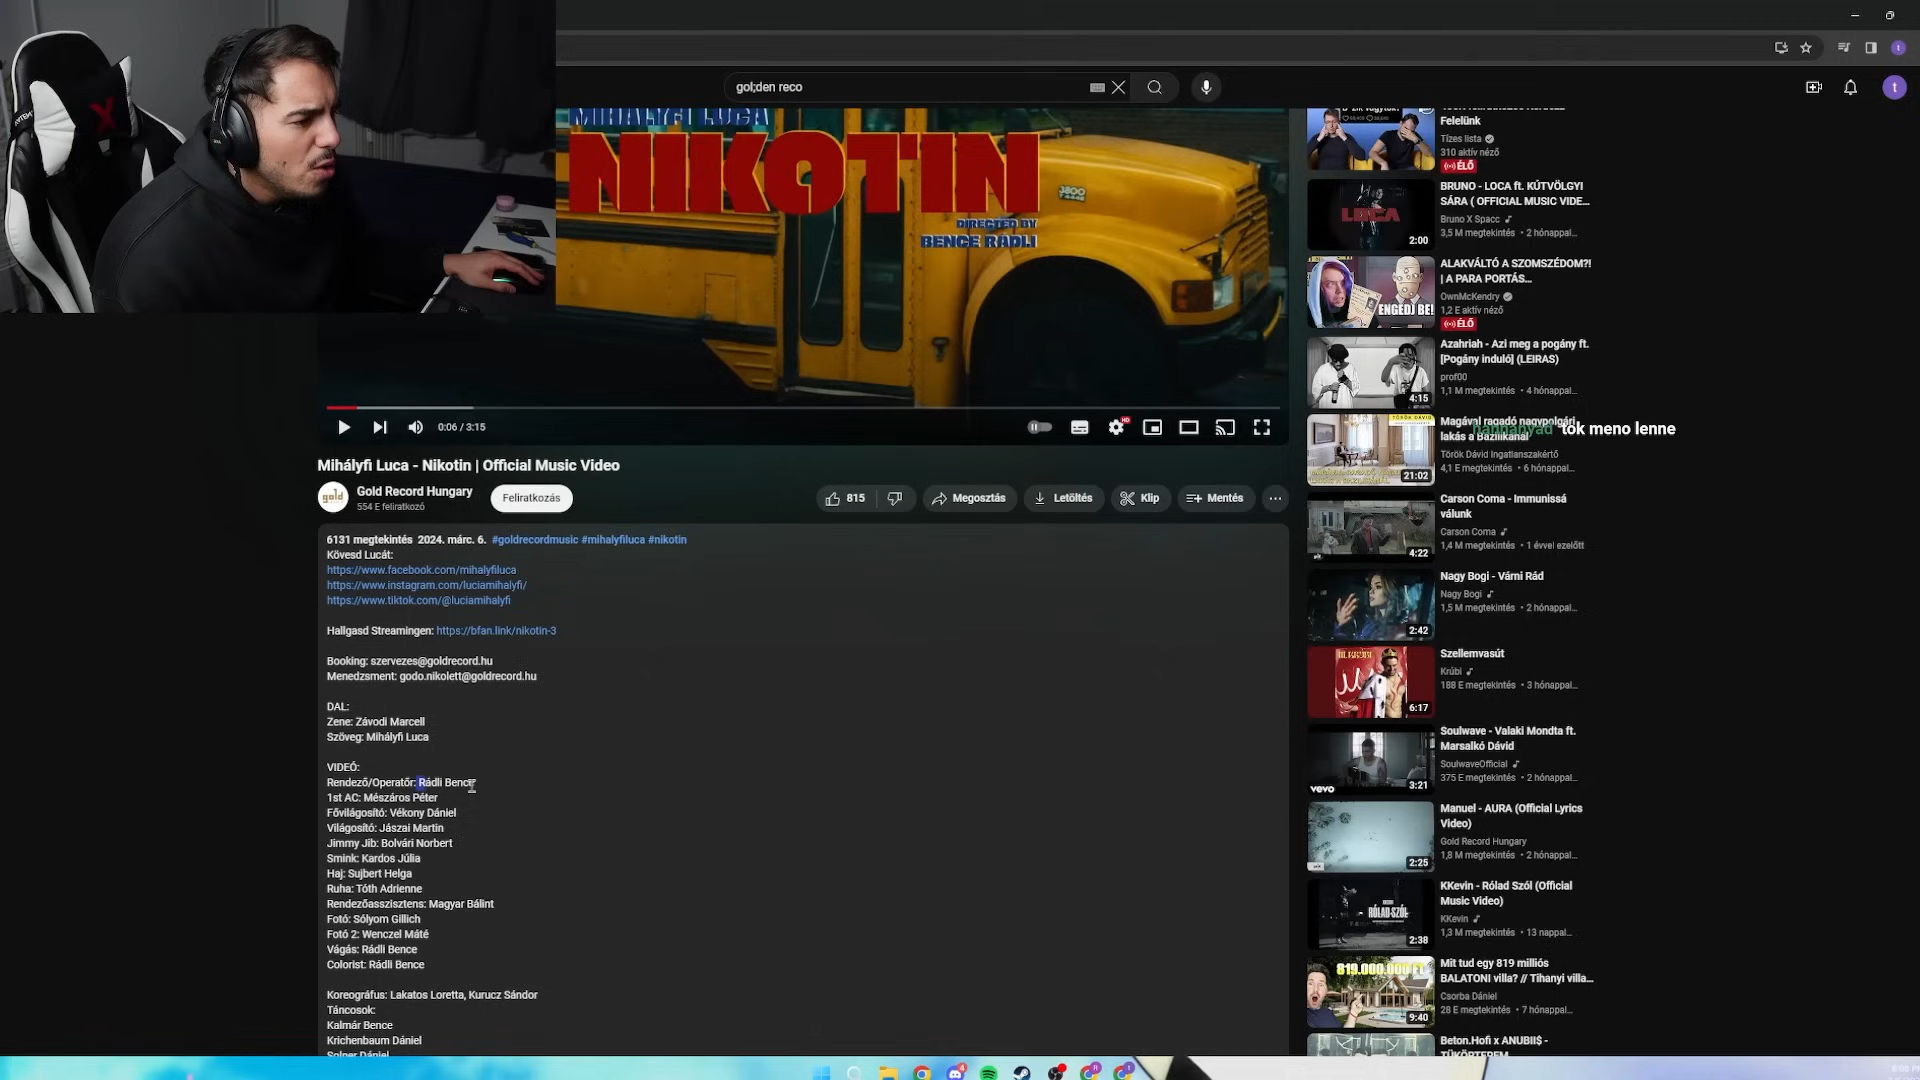 gol;den reco
t
t
MIHÁLYFI LUCA
NIKOTIN
DIRECTED BY
BENCE RÁDLI
3800
0:06 / 3:15
Mihályfi Luca - Nikotin | Official Music Video
gold
Gold Record Hungary
554 E feliratkozó
Feliratkozás
815
Megosztás
Letöltés
Klip
Mentés
6131 megtekintés 2024. márc. 6. #goldrecordmusic #mihalyfiluca #nikotin
Kövesd Lucát:
https://www.facebook.com/mihalyfiluca
https://www.instagram.com/luciamihalyfi/
https://www.tiktok.com/@luciamihalyfi
Hallgasd Streamingen: https://bfan.link/nikotin-3
Booking: szervezes@goldrecord.hu
Menedzsment: godo.nikolett@goldrecord.hu
DAL:
Zene: Závodi Marcell
Szöveg: Mihályfi Luca
VIDEÓ:
Rendező/Operatőr: Rádli Bence
1st AC: Mészáros Péter
Fővilágosító: Vékony Dániel
Világosító: Jászai Martin
Jimmy Jib: Bolvári Norbert
Smink: Kardos Júlia
Haj: Sujbert Helga
Ruha: Tóth Adrienne
Rendezőasszisztens: Magyar Bálint
Fotó: Sólyom Gillich
Fotó 2: Wenczel Máté
Vágás: Rádli Bence
Colorist: Rádli Bence
Koreográfus: Lakatos Loretta, Kurucz Sándor
Táncosok:
Kalmár Bence
Krichenbaum Dániel
Felelünk
Tízes lista
310 aktív néző
ÉLŐ
LOCA
2:00
BRUNO - LOCA ft. KÚTVÖLGYI
SÁRA ( OFFICIAL MUSIC VIDE...
Bruno X Spacc
3,5 M megtekintés • 2 hónappal...
ENGEDJ BE!
ALAKVÁLTÓ A SZOMSZÉDOM?!
| A PARA PORTÁS...
OwnMcKendry
1,2 E aktív néző
ÉLŐ
4:15
Azahriah - Azi meg a pogány ft.
[Pogány induló] (LEIRAS)
prof00
1,1 M megtekintés • 4 hónappal...
21:02
Magával ragadó nagypolgári
lakás a Bazilikánál
Török Dávid Ingatlanszakértő
4,1 E megtekintés • 6 hónappal...
tok meno lenne
4:22
Carson Coma - Immunissá
válunk
Carson Coma
1,4 M megtekintés • 1 évvel ezelőtt
2:42
Nagy Bogi - Várni Rád
Nagy Bogi
1,5 M megtekintés • 2 hónappal...
6:17
Szellemvasút
Krúbi
188 E megtekintés • 3 hónappal...
vevo
3:21
Soulwave - Valaki Mondta ft.
Marsalkó Dávid
SoulwaveOfficial
375 E megtekintés • 2 hónappal...
2:25
Manuel - AURA (Official Lyrics
Video)
Gold Record Hungary
1,8 M megtekintés • 2 hónappal...
RÓLAD SZÓL
2:38
KKevin - Rólad Szól (Official
Music Video)
KKevin
1,3 M megtekintés • 13 nappal...
819.000.000 FT
9:40
Mit tud egy 819 milliós
BALATONI villa? // Tihanyi villa...
Csorba Dániel
28 E megtekintés • 7 hónappal...
Beton.Hofi x ANUBII$ -